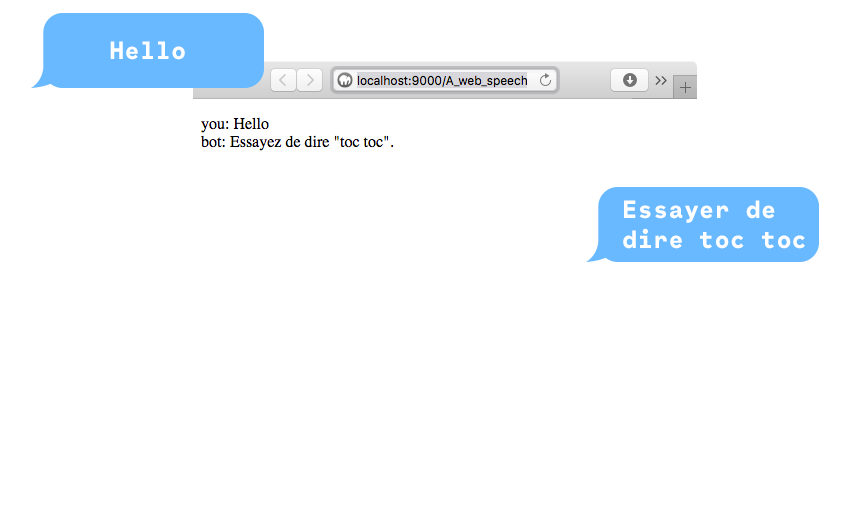 Hello
localhost:9000/A_web_speech
you: Hello
bot: Essayez de dire "toc toc".
Essayer de
dire toc toc